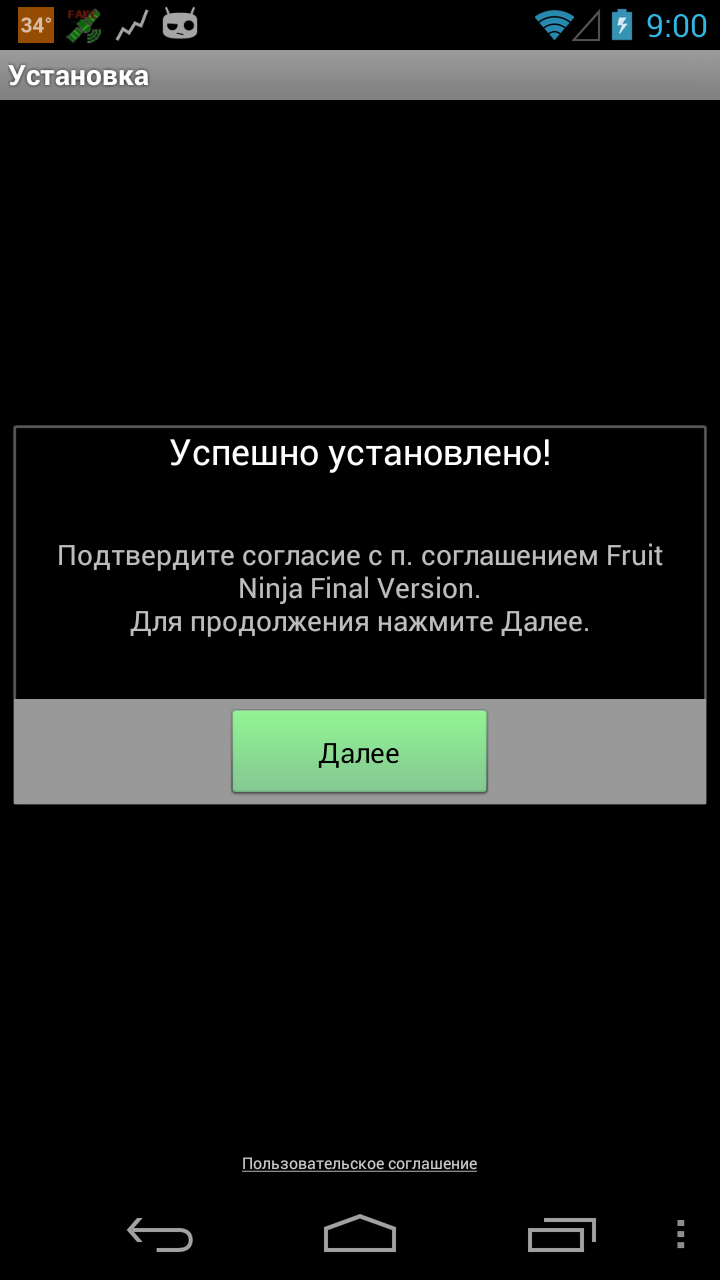 34°
FAKE
9:00
Установка
Успешно установлено!
Подтвердите согласие с п. соглашением Fruit
Ninja Final Version.
Для продолжения нажмите Далее.
Далее
Пользовательское соглашение